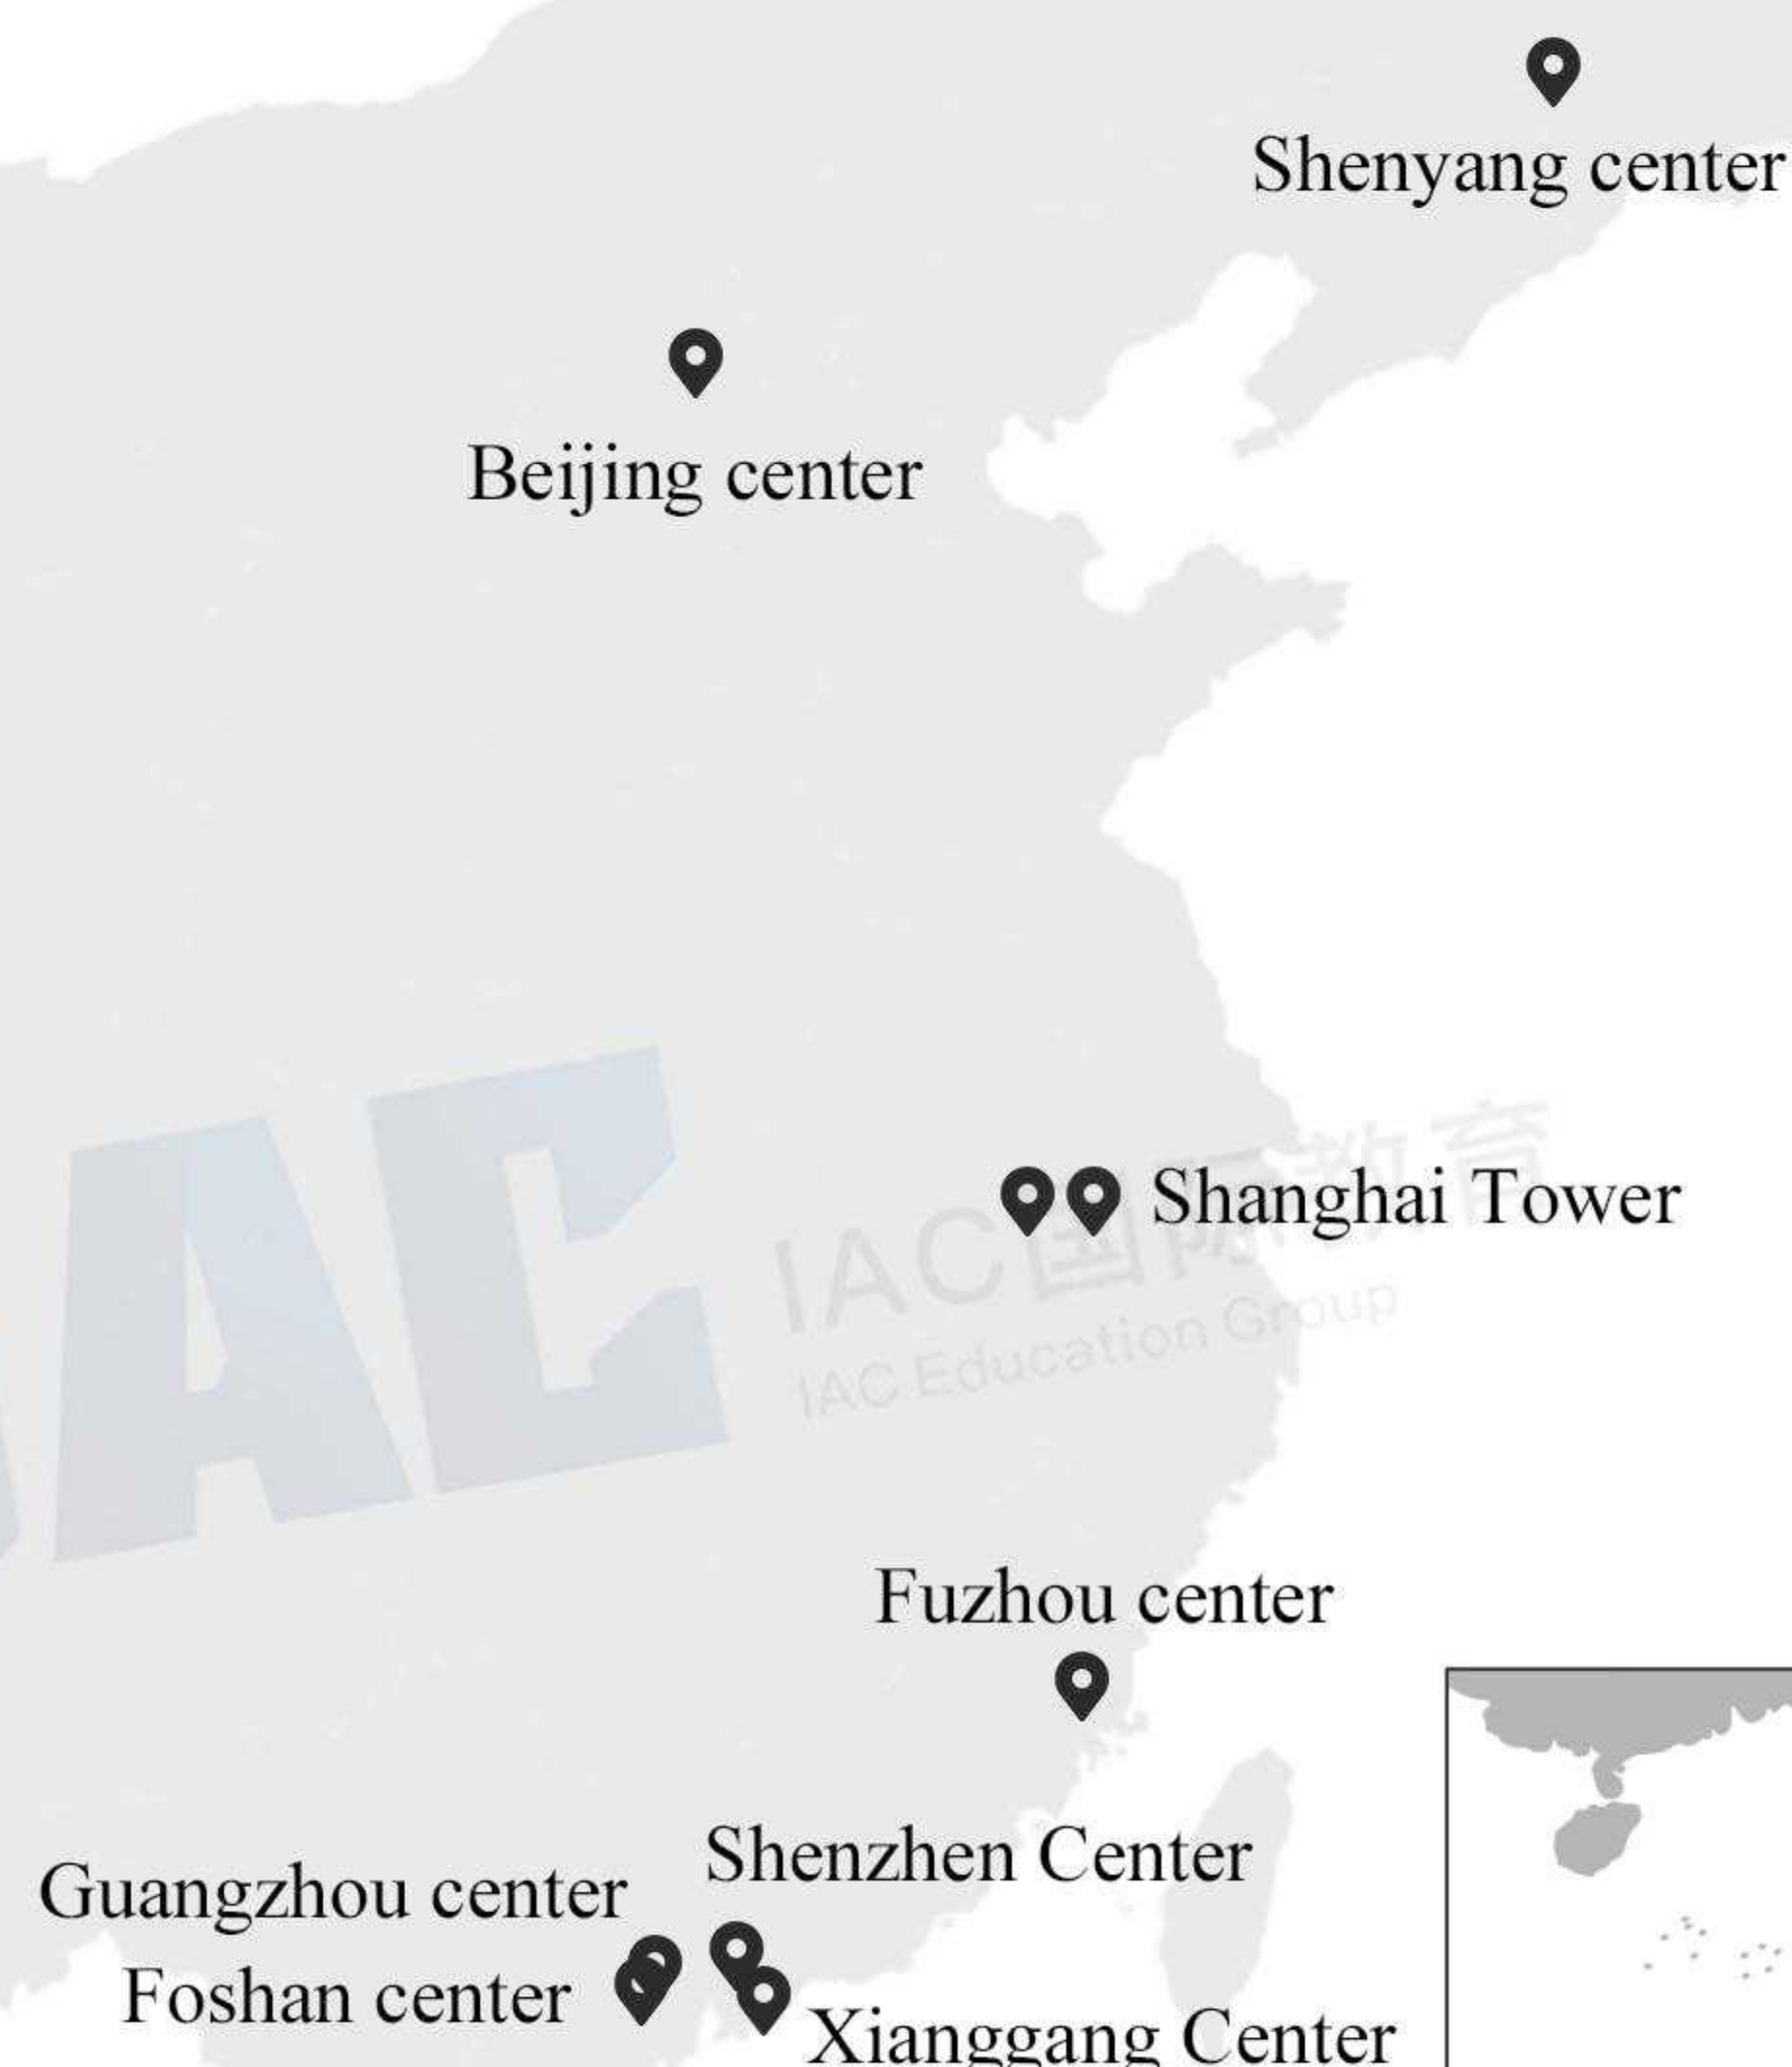 Shenyang center
Beijing center
Shanghai Tower
AC
IAC国际教育
IAC Education Group
Fuzhou center
Shenzhen Center
Guangzhou center
Foshan center
Xianggang Center